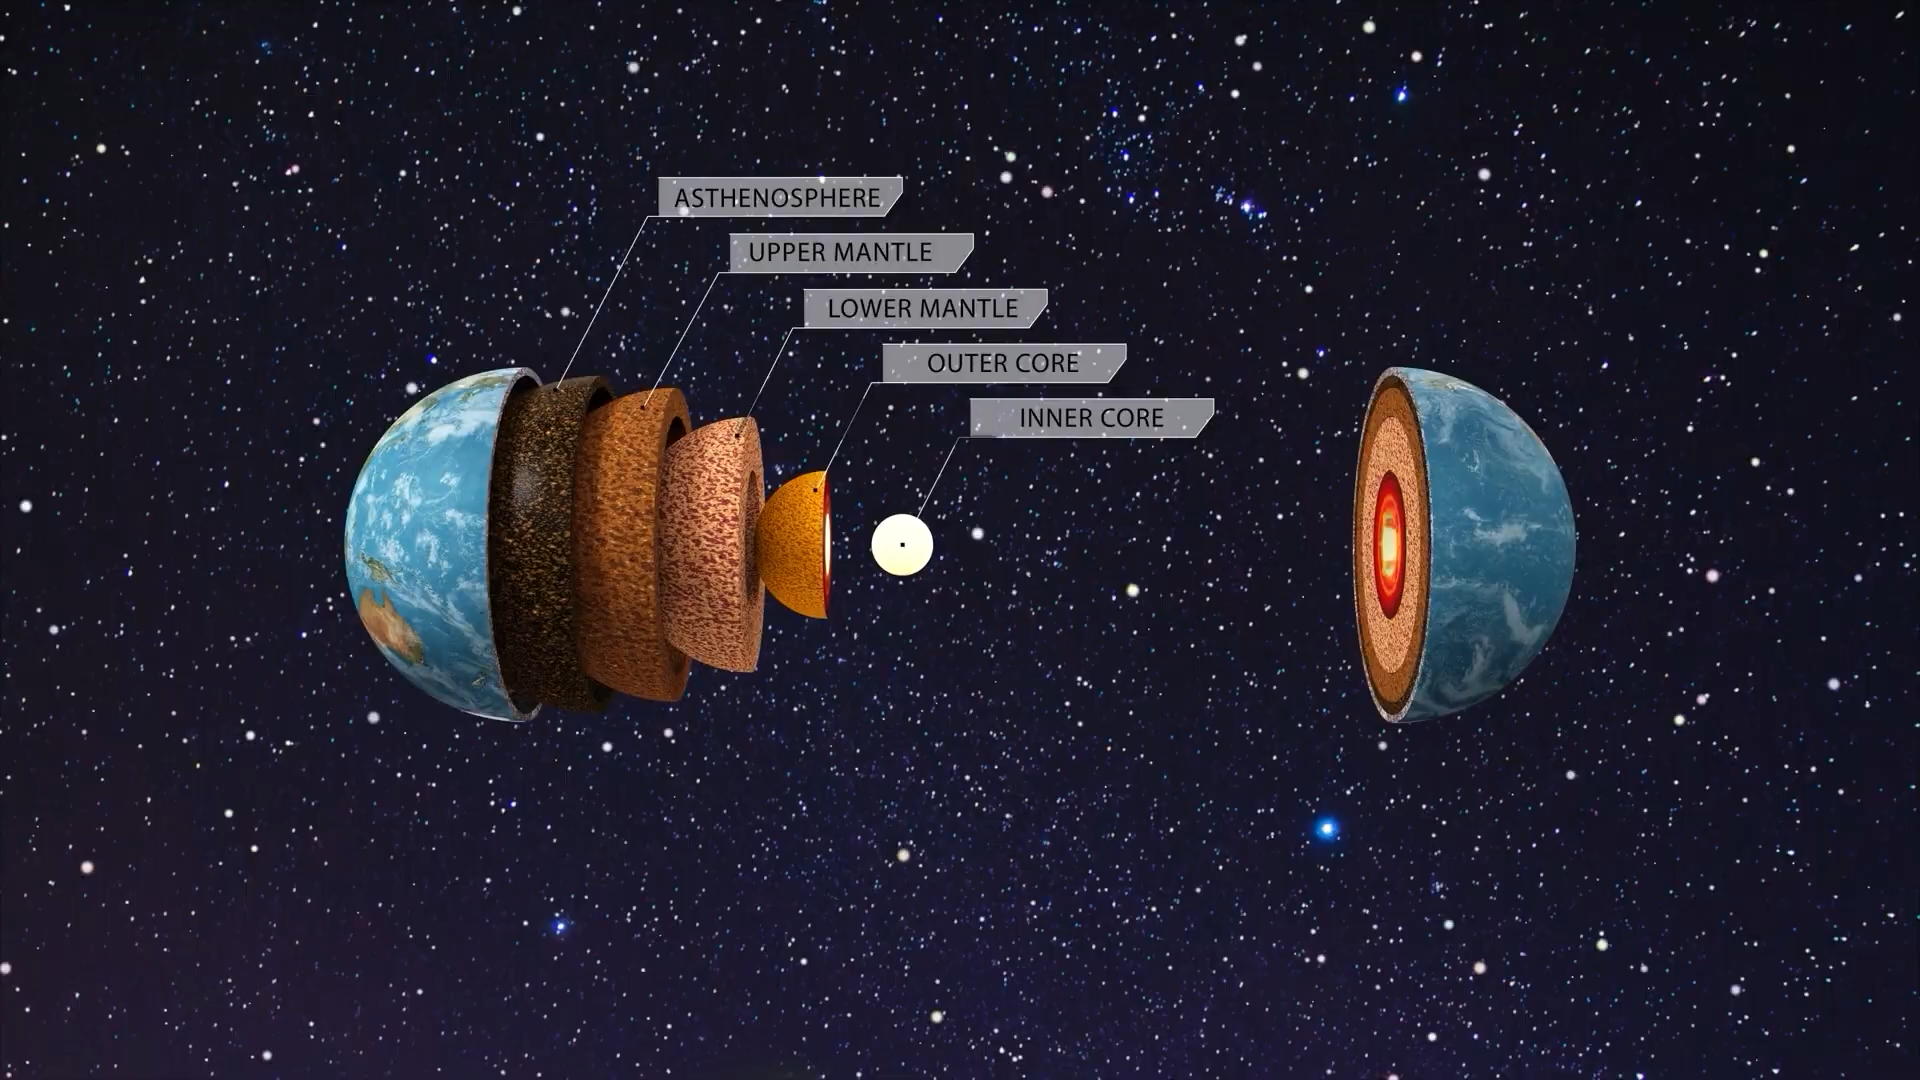 ASTHENOSPHERE
UPPER MANTLE
LOWER MANTLE
OUTER CORE
INNER CORE